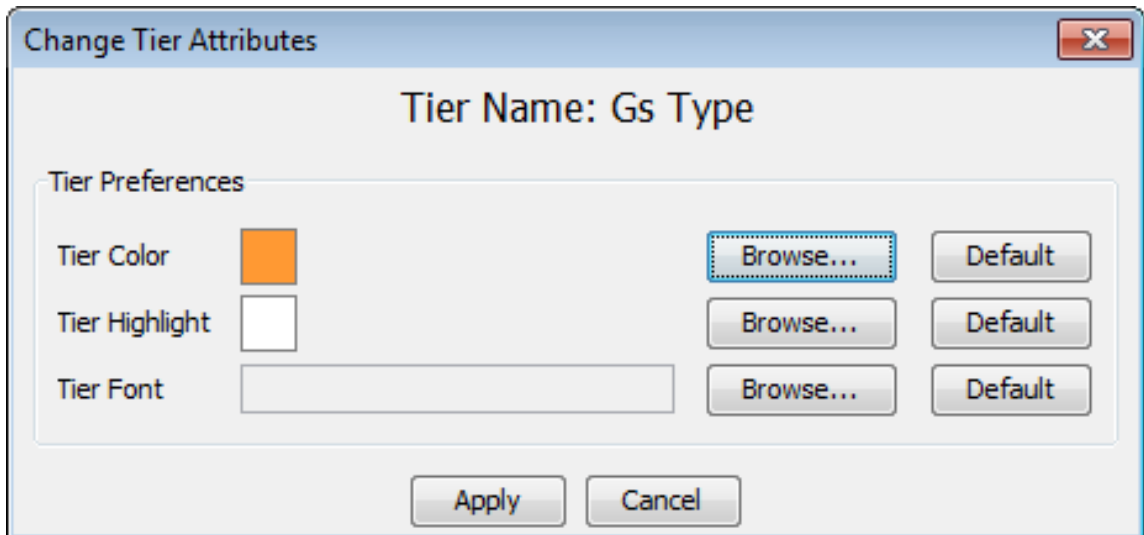 Change Tier Attributes
Tier Name: Gs Type
Tier Preferences
Tier Color Browse... Default
Tier Highlight Browse... Default
Tier Font Browse... Default
Apply Cancel